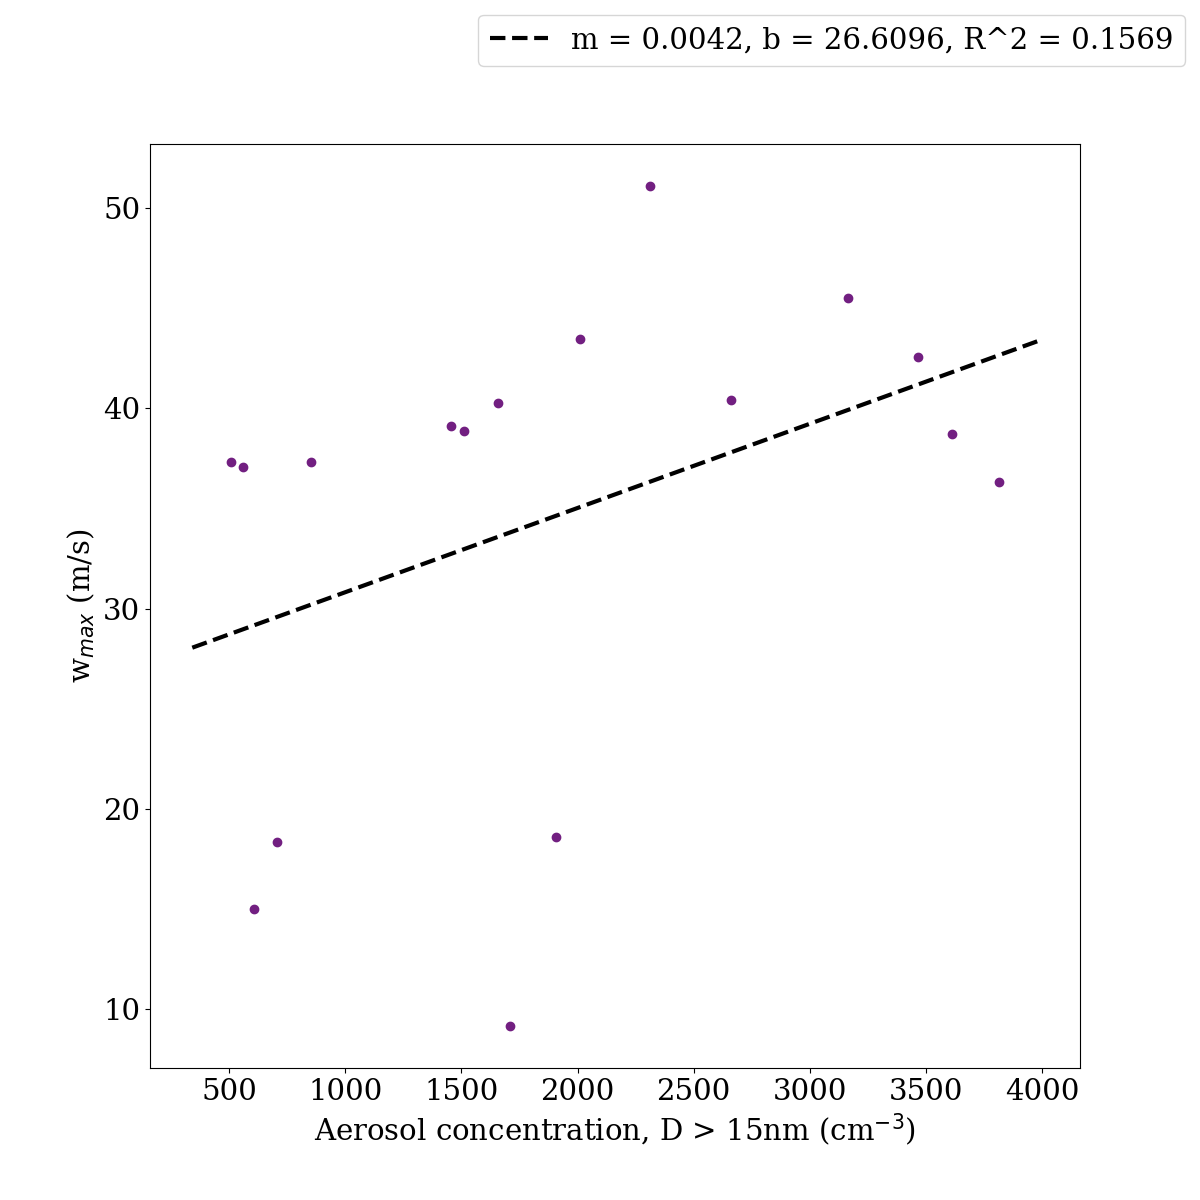 m = 0.0042, b = 26.6096, R^2 = 0.1569
50
40
30
20
10
w_max (m/s)
500 1000 1500 2000 2500 3000 3500 4000
Aerosol concentration, D > 15nm (cm⁻³)